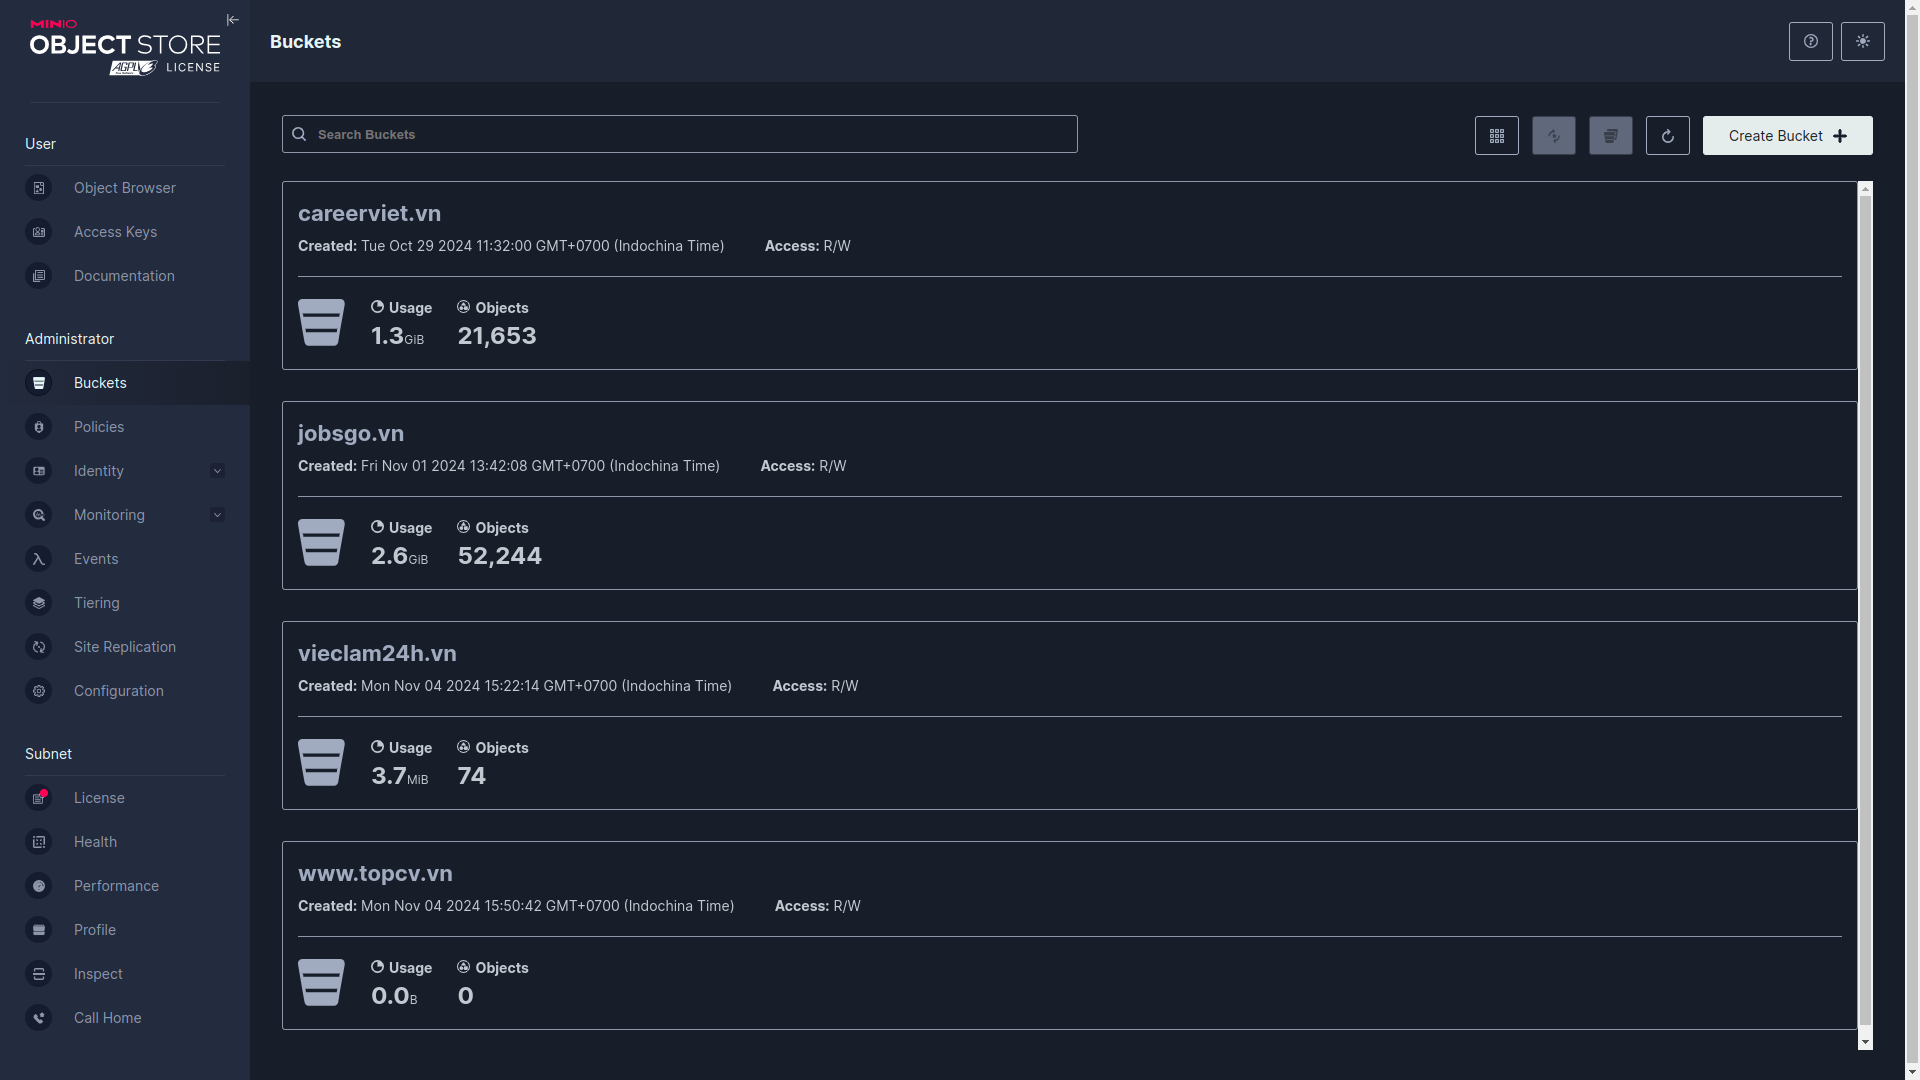 MINIO
OBJECT STORE
AGPLv3 LICENSE
User
Object Browser
Access Keys
Documentation
Administrator
Buckets
Policies
Identity
Monitoring
Events
Tiering
Site Replication
Configuration
Subnet
License
Health
Performance
Profile
Inspect
Call Home
Buckets
Search Buckets
Create Bucket
careerviet.vn
Created: Tue Oct 29 2024 11:32:00 GMT+0700 (Indochina Time) Access: R/W
Usage Objects
1.3GiB 21,653
jobsgo.vn
Created: Fri Nov 01 2024 13:42:08 GMT+0700 (Indochina Time) Access: R/W
Usage Objects
2.6GiB 52,244
vieclam24h.vn
Created: Mon Nov 04 2024 15:22:14 GMT+0700 (Indochina Time) Access: R/W
Usage Objects
3.7MiB 74
www.topcv.vn
Created: Mon Nov 04 2024 15:50:42 GMT+0700 (Indochina Time) Access: R/W
Usage Objects
0.0B 0